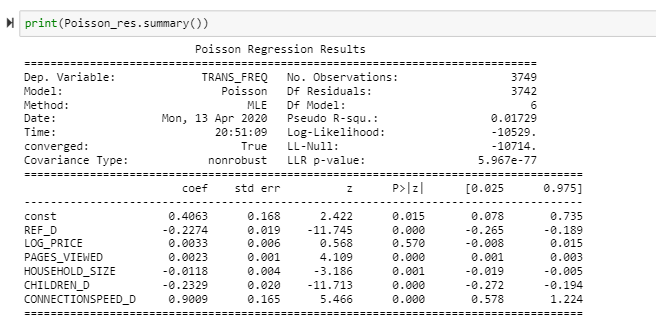 print(Poisson_res.summary())
Poisson Regression Results
==============================================================================
Dep. Variable: TRANS_FREQ No. Observations: 3749
Model: Poisson Df Residuals: 3742
Method: MLE Df Model: 6
Date: Mon, 13 Apr 2020 Pseudo R-squ.: 0.01729
Time: 20:51:09 Log-Likelihood: -10529.
converged: True LL-Null: -10714.
Covariance Type: nonrobust LLR p-value: 5.967e-77
==============================================================================
coef std err z P>|z| [0.025 0.975]
------------------------------------------------------------------------------
const 0.4063 0.168 2.422 0.015 0.078 0.735
REF_D -0.2274 0.019 -11.745 0.000 -0.265 -0.189
LOG_PRICE 0.0033 0.006 0.568 0.570 -0.008 0.015
PAGES_VIEWED 0.0023 0.001 4.109 0.000 0.001 0.003
HOUSEHOLD_SIZE -0.0118 0.004 -3.186 0.001 -0.019 -0.005
CHILDREN_D -0.2329 0.020 -11.713 0.000 -0.272 -0.194
CONNECTIONSPEED_D 0.9009 0.165 5.466 0.000 0.578 1.224
==============================================================================